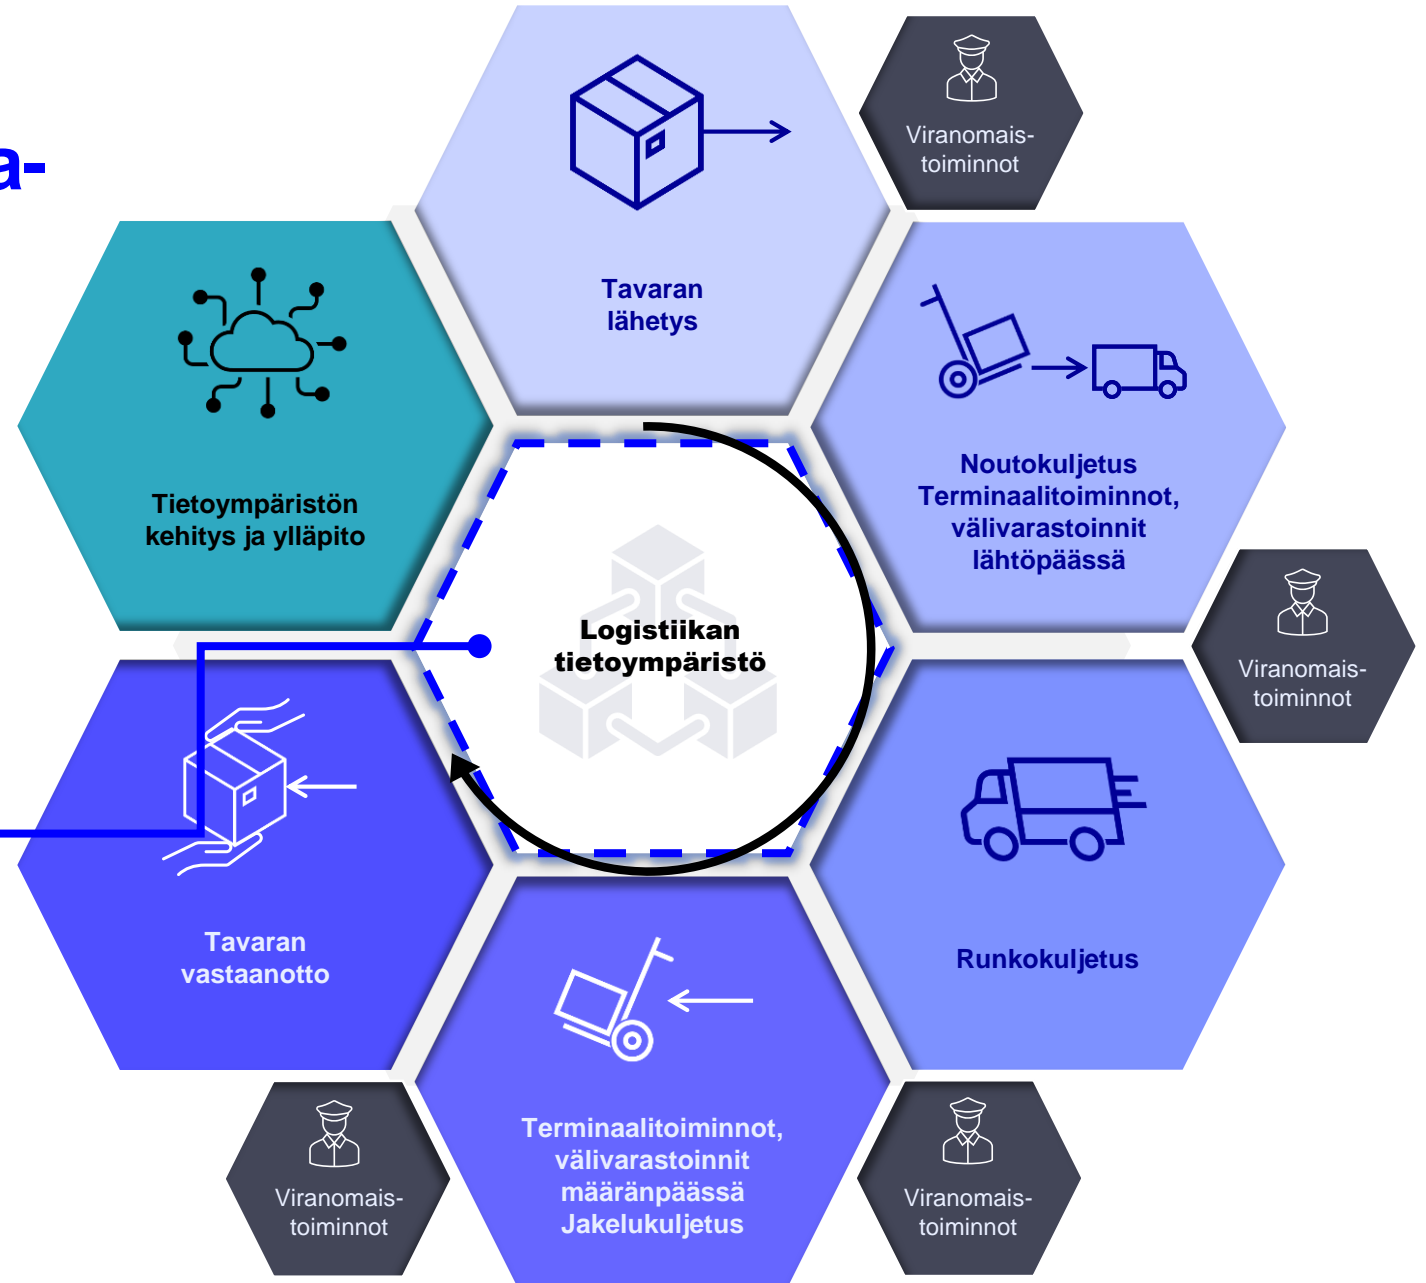 a-
Viranomais-
toiminnot
Tavaran
lähetys
Noutokuljetus
Terminaalitoiminnot,
välivarastoinnit
lähtöpäässä
Tietoympäristön
kehitys ja ylläpito
Logistiikan
tietoympäristö
Viranomais-
toiminnot
Tavaran
vastaanotto
Runkokuljetus
Terminaalitoiminnot,
välivarastoinnit
määränpäässä
Jakelukuljetus
Viranomais-
toiminnot
Viranomais-
toiminnot